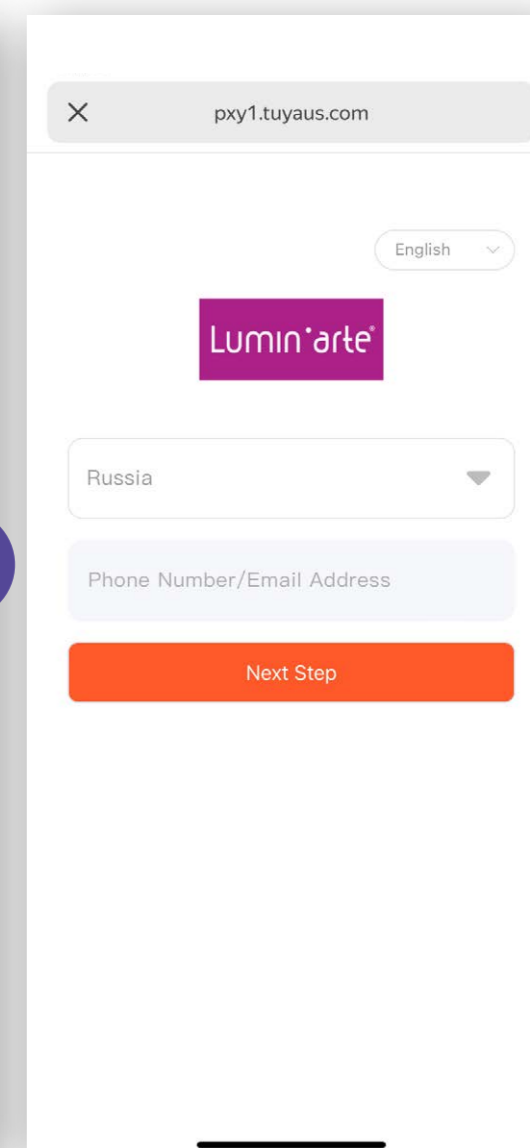 pxy1.tuyaus.com
English
Lumin•arte®
Russia
Phone Number/Email Address
Next Step